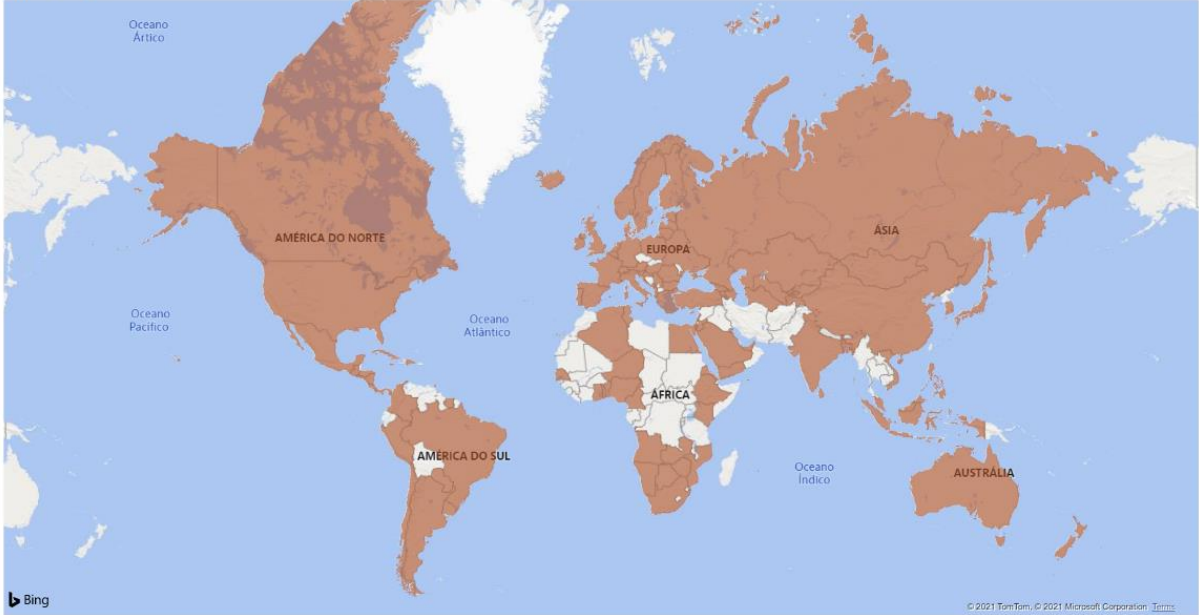 Oceano
Ártico
AMÉRICA DO NORTE
EUROPA
ÁSIA
Oceano
Pacífico
Oceano
Atlântico
ÁFRICA
AMÉRICA DO SUL
Oceano
Índico
AUSTRÁLIA
Bing
© 2021 TomTom, © 2021 Microsoft Corporation Terms